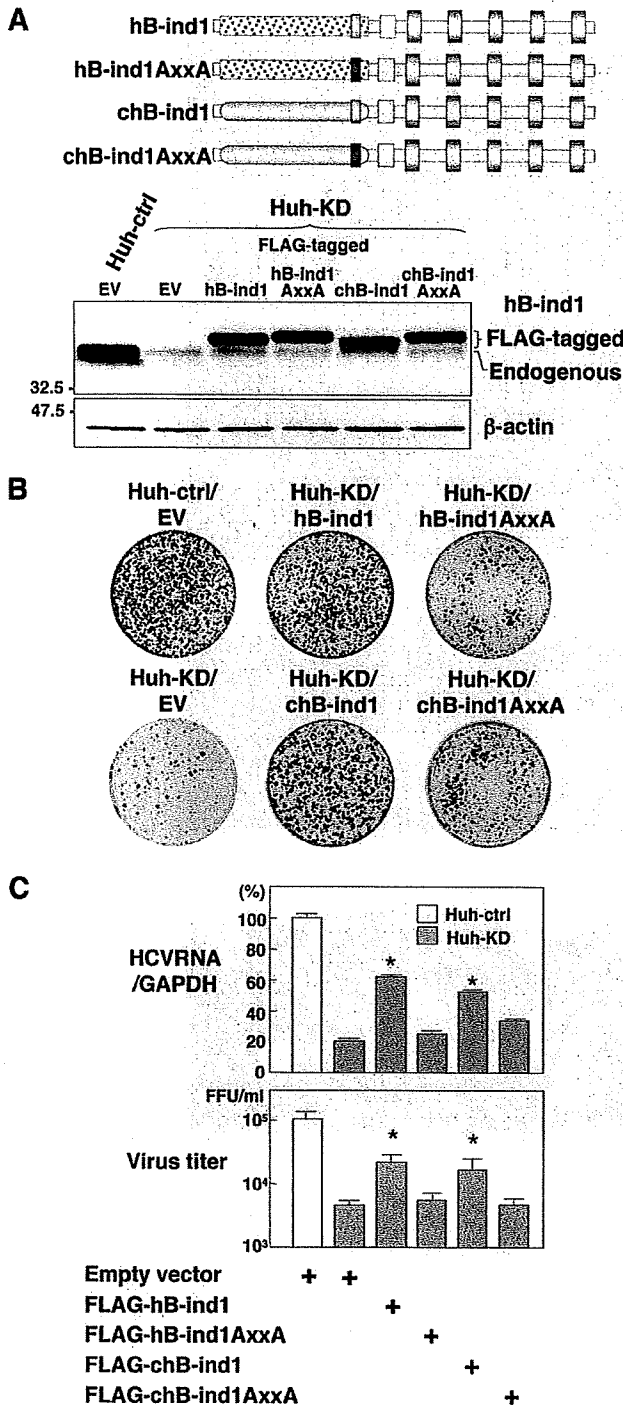 A
hB-ind1
hB-ind1AxxA
chB-ind1
chB-ind1AxxA
Huh-ctrl
Huh-KD
FLAG-tagged
EV EV hB-ind1 hB-ind1 AxxA chB-ind1 chB-ind1 AxxA
hB-ind1
FLAG-tagged
Endogenous
32.5
47.5
β-actin
B
Huh-ctrl/ EV
Huh-KD/ hB-ind1
Huh-KD/ hB-ind1AxxA
Huh-KD/ EV
Huh-KD/ chB-ind1
Huh-KD/ chB-ind1AxxA
C
(%)
100
80
60
40
20
0
HCVRNA
/GAPDH
Huh-ctrl
Huh-KD
*
*
FFU/ml
10⁵
10⁴
10³
Virus titer
*
*
Empty vector + +
FLAG-hB-ind1 +
FLAG-hB-ind1AxxA +
FLAG-chB-ind1 +
FLAG-chB-ind1AxxA +